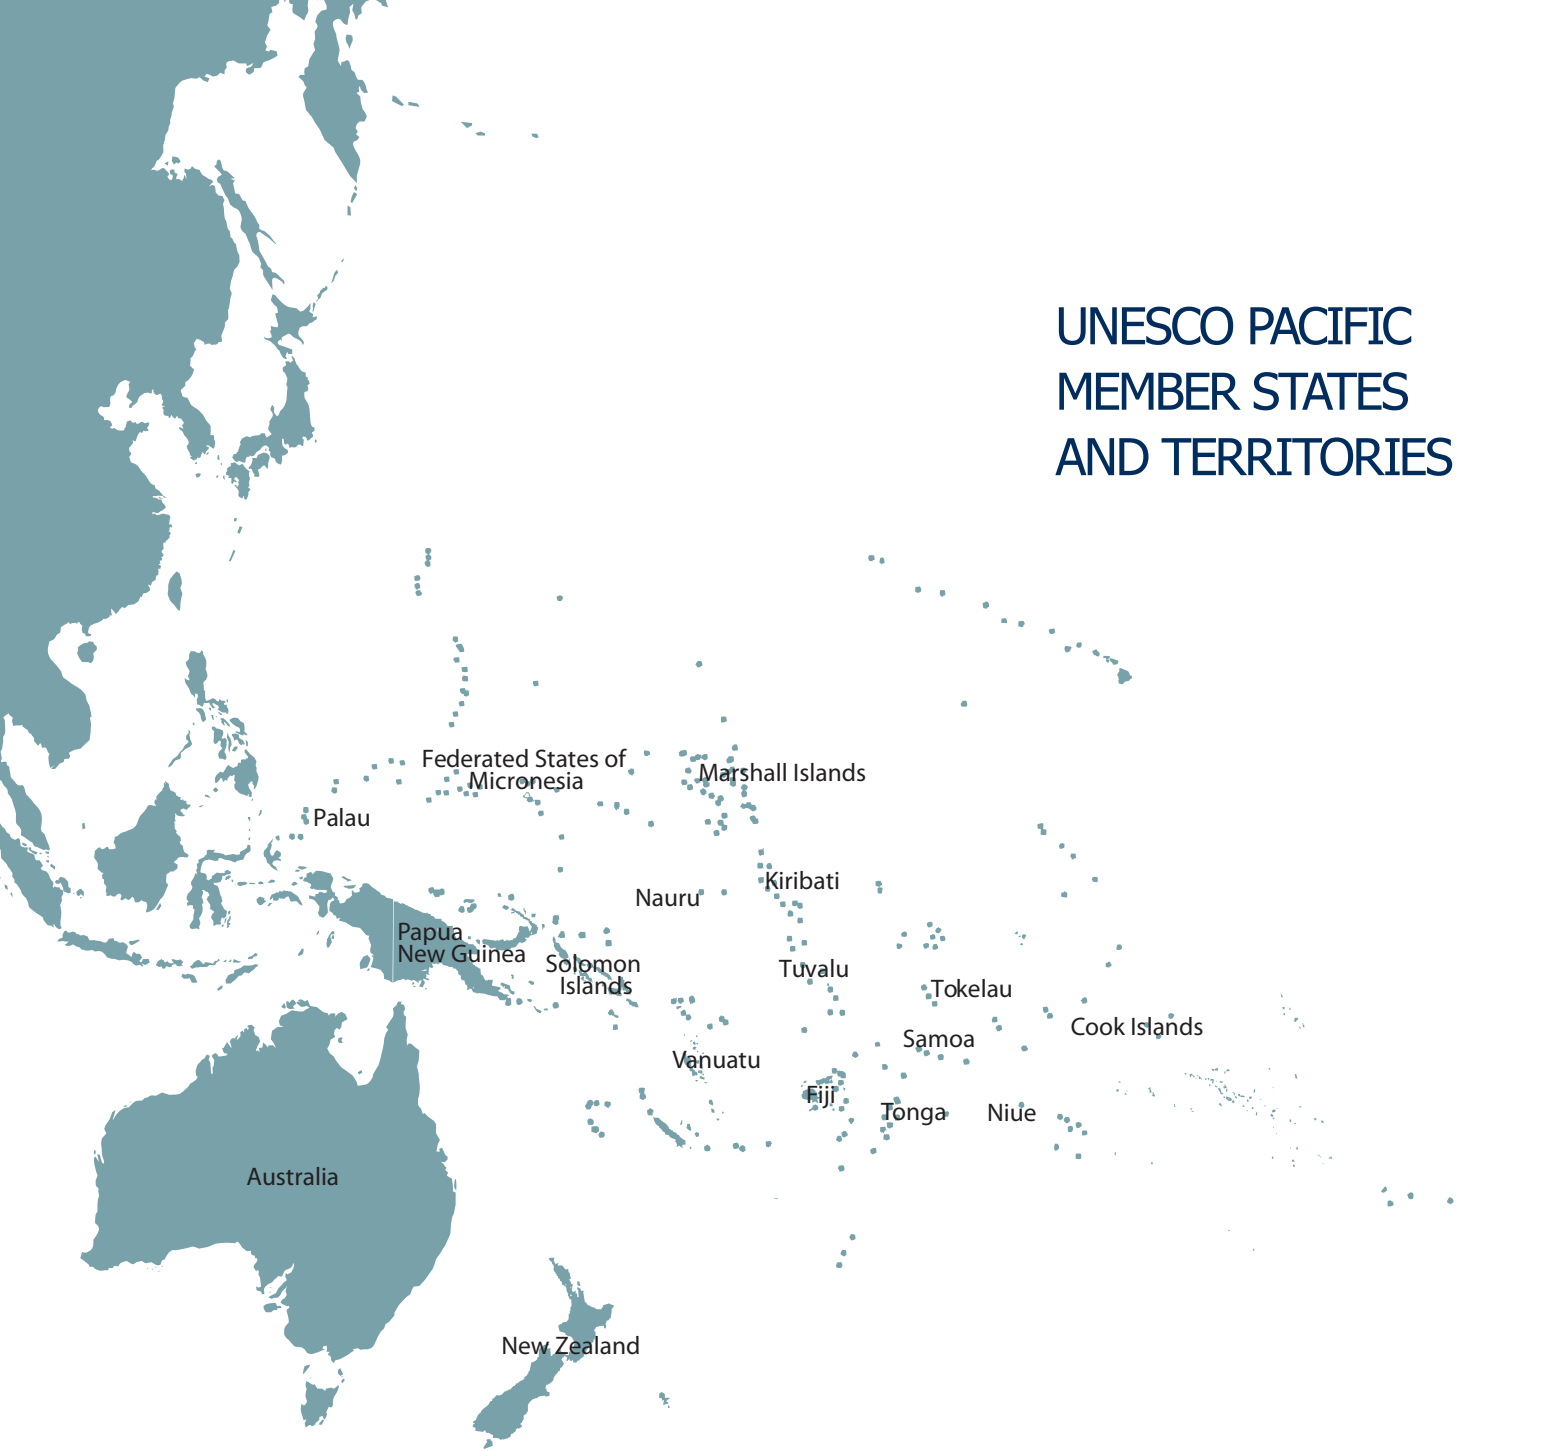 UNESCO PACIFIC
MEMBER STATES
AND TERRITORIES
Federated States of
Micronesia
Marshall Islands
Palau
Kiribati
Nauru
Papua
New Guinea
Solomon
Islands
Tuvalu
Tokelau
Cook Islands
Samoa
Vanuatu
Fiji
Tonga
Niue
Australia
New Zealand